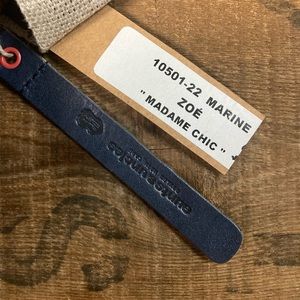 10501-22 MARINE
ZOÉ
" MADAME CHIC "